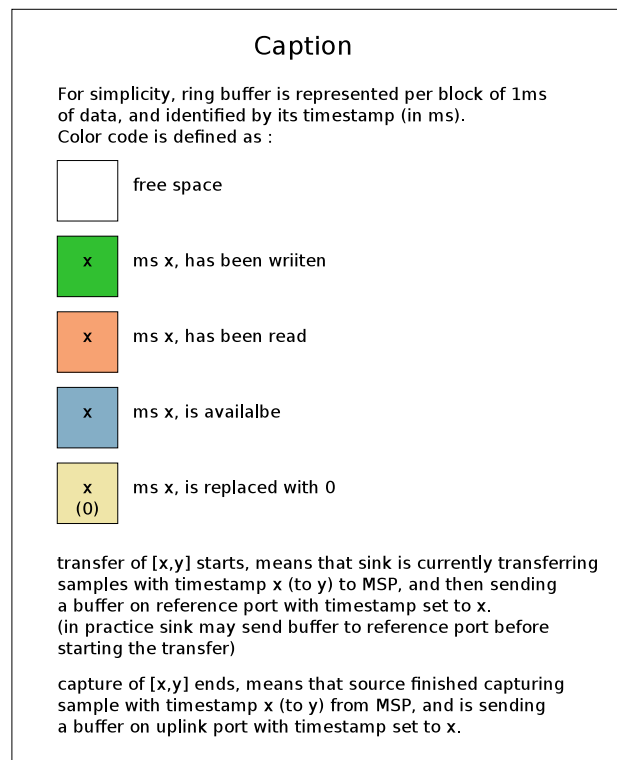 Caption
For simplicity, ring buffer is represented per block of 1ms
of data, and identified by its timestamp (in ms).
Color code is defined as :
free space
x
ms x, has been wriiten
x
ms x, has been read
x
ms x, is availalbe
x
(0)
ms x, is replaced with 0
transfer of [x,y] starts, means that sink is currently transferring
samples with timestamp x (to y) to MSP, and then sending
a buffer on reference port with timestamp set to x.
(in practice sink may send buffer to reference port before
starting the transfer)
capture of [x,y] ends, means that source finished capturing
sample with timestamp x (to y) from MSP, and is sending
a buffer on uplink port with timestamp set to x.